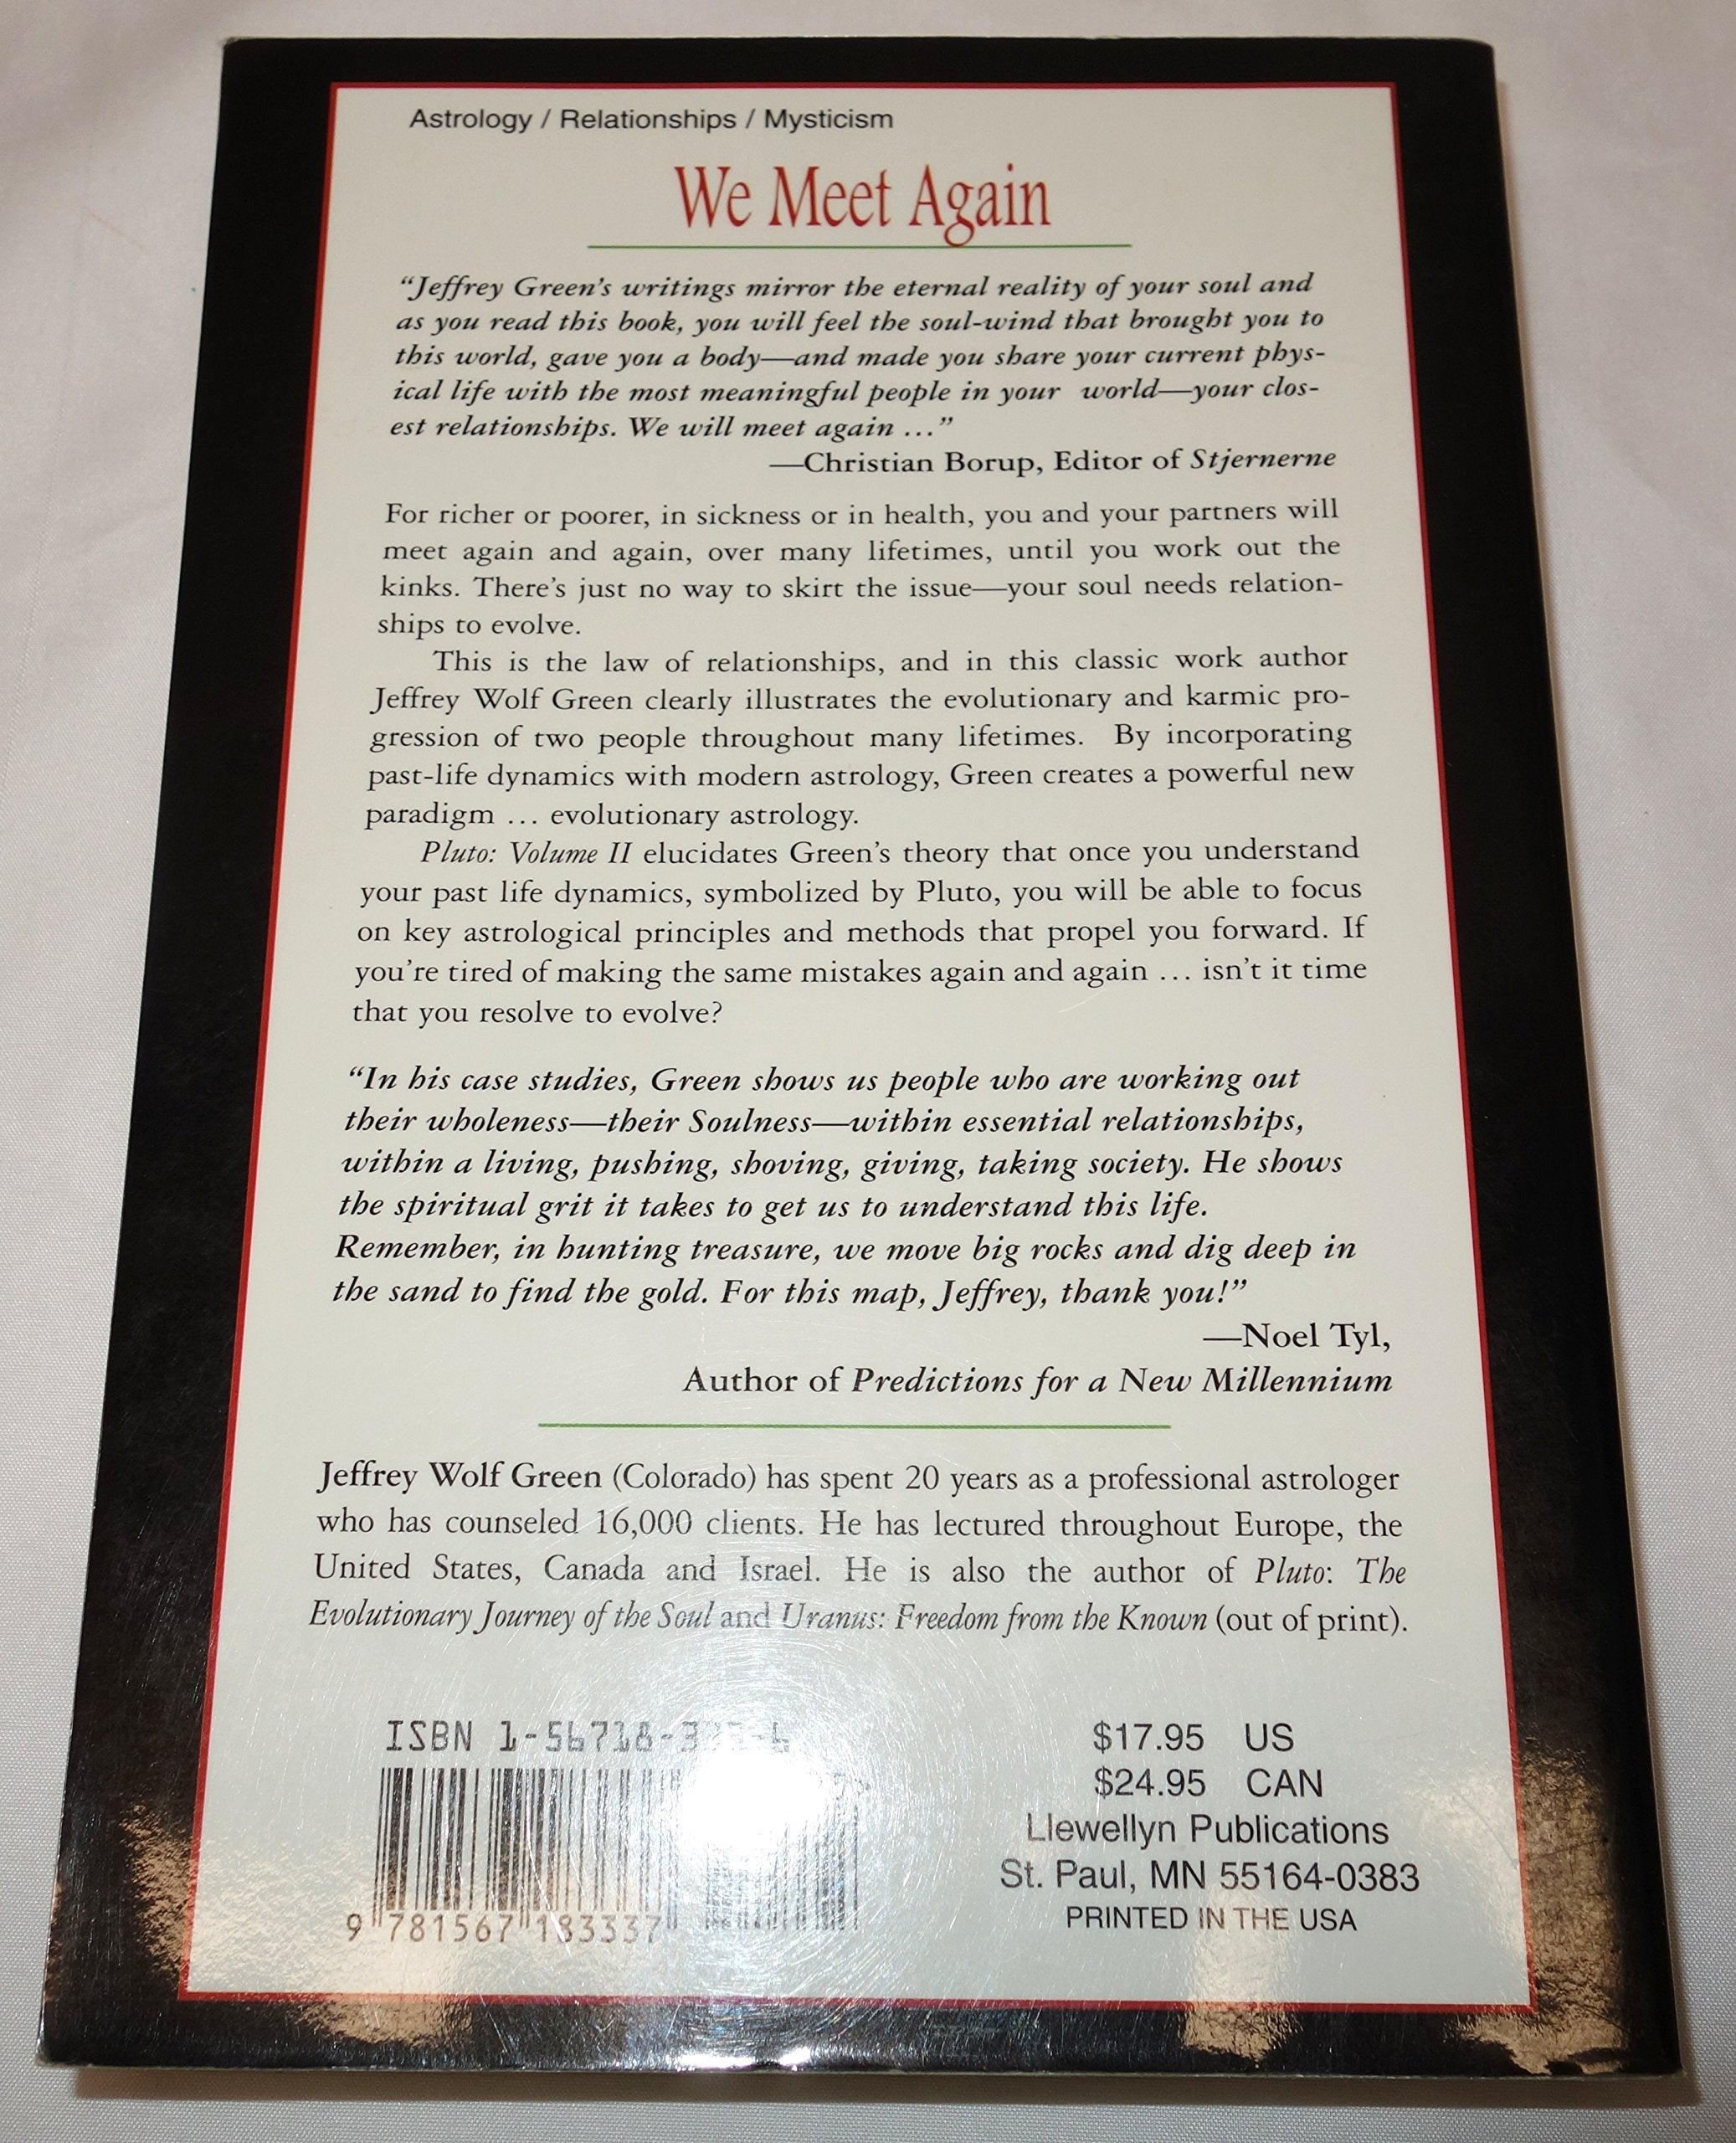 Astrology / Relationships / Mysticism
We Meet Again
“Jeffrey Green’s writings mirror the eternal reality of your soul and
as you read this book, you will feel the soul-wind that brought you to
this world, gave you a body—and made you share your current phys-
ical life with the most meaningful people in your world—your clos-
est relationships. We will meet again ...”
—Christian Borup, Editor of Stjernerne
For richer or poorer, in sickness or in health, you and your partners will
meet again and again, over many lifetimes, until you work out the
kinks. There’s just no way to skirt the issue—your soul needs relation-
ships to evolve.
This is the law of relationships, and in this classic work author
Jeffrey Wolf Green clearly illustrates the evolutionary and karmic pro-
gression of two people throughout many lifetimes. By incorporating
past-life dynamics with modern astrology, Green creates a powerful new
paradigm ... evolutionary astrology.
Pluto: Volume II elucidates Green’s theory that once you understand
your past life dynamics, symbolized by Pluto, you will be able to focus
on key astrological principles and methods that propel you forward. If
you’re tired of making the same mistakes again and again ... isn’t it time
that you resolve to evolve?
“In his case studies, Green shows us people who are working out
their wholeness—their Soulness—within essential relationships,
within a living, pushing, shoving, giving, taking society. He shows
the spiritual grit it takes to get us to understand this life.
Remember, in hunting treasure, we move big rocks and dig deep in
the sand to find the gold. For this map, Jeffrey, thank you!”
—Noel Tyl,
Author of Predictions for a New Millennium
Jeffrey Wolf Green (Colorado) has spent 20 years as a professional astrologer
who has counseled 16,000 clients. He has lectured throughout Europe, the
United States, Canada and Israel. He is also the author of Pluto: The
Evolutionary Journey of the Soul and Uranus: Freedom from the Known (out of print).
ISBN
$17.95 US
$24.95 CAN
Llewellyn Publications
St. Paul, MN 55164-0383
PRINTED IN THE USA
9 781567 183337